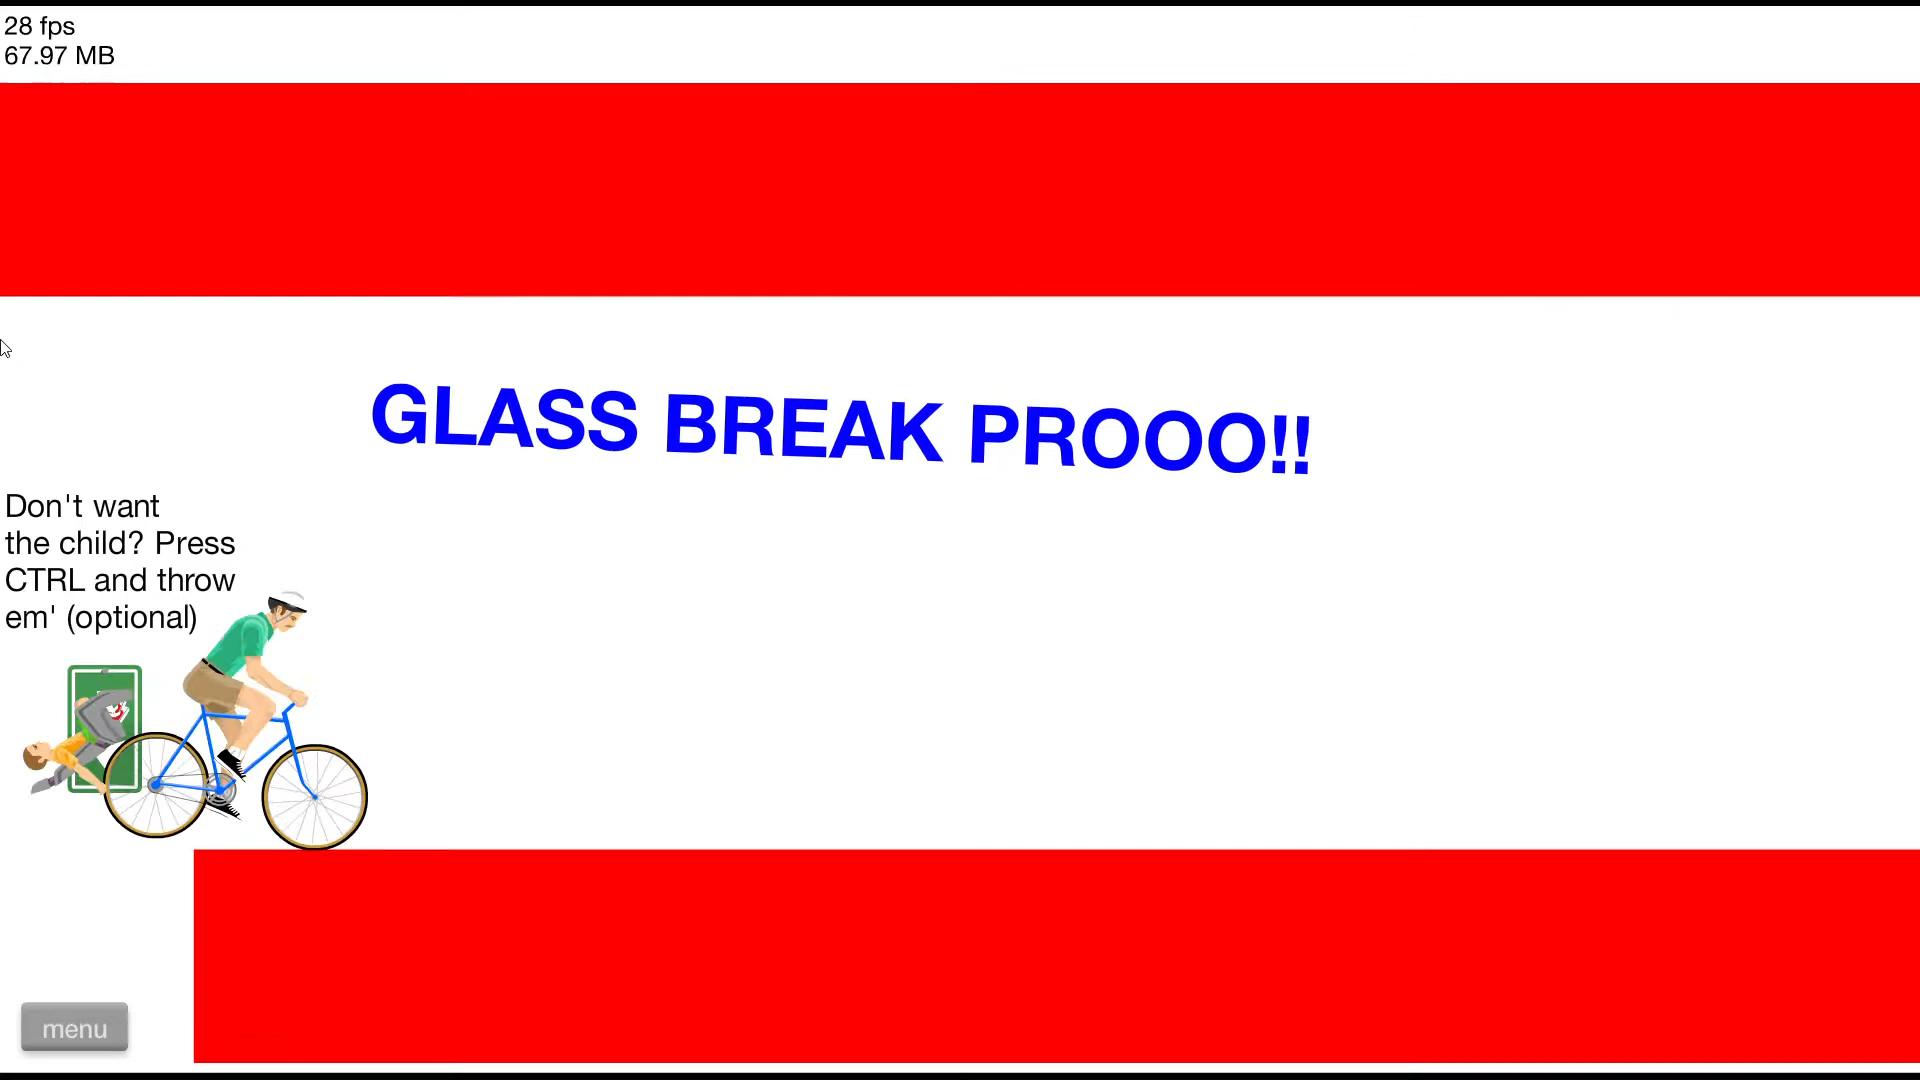 28 fps
67.97 MB
GLASS BREAK PROOO!!
Don't want
the child? Press
CTRL and throw
em' (optional)
menu